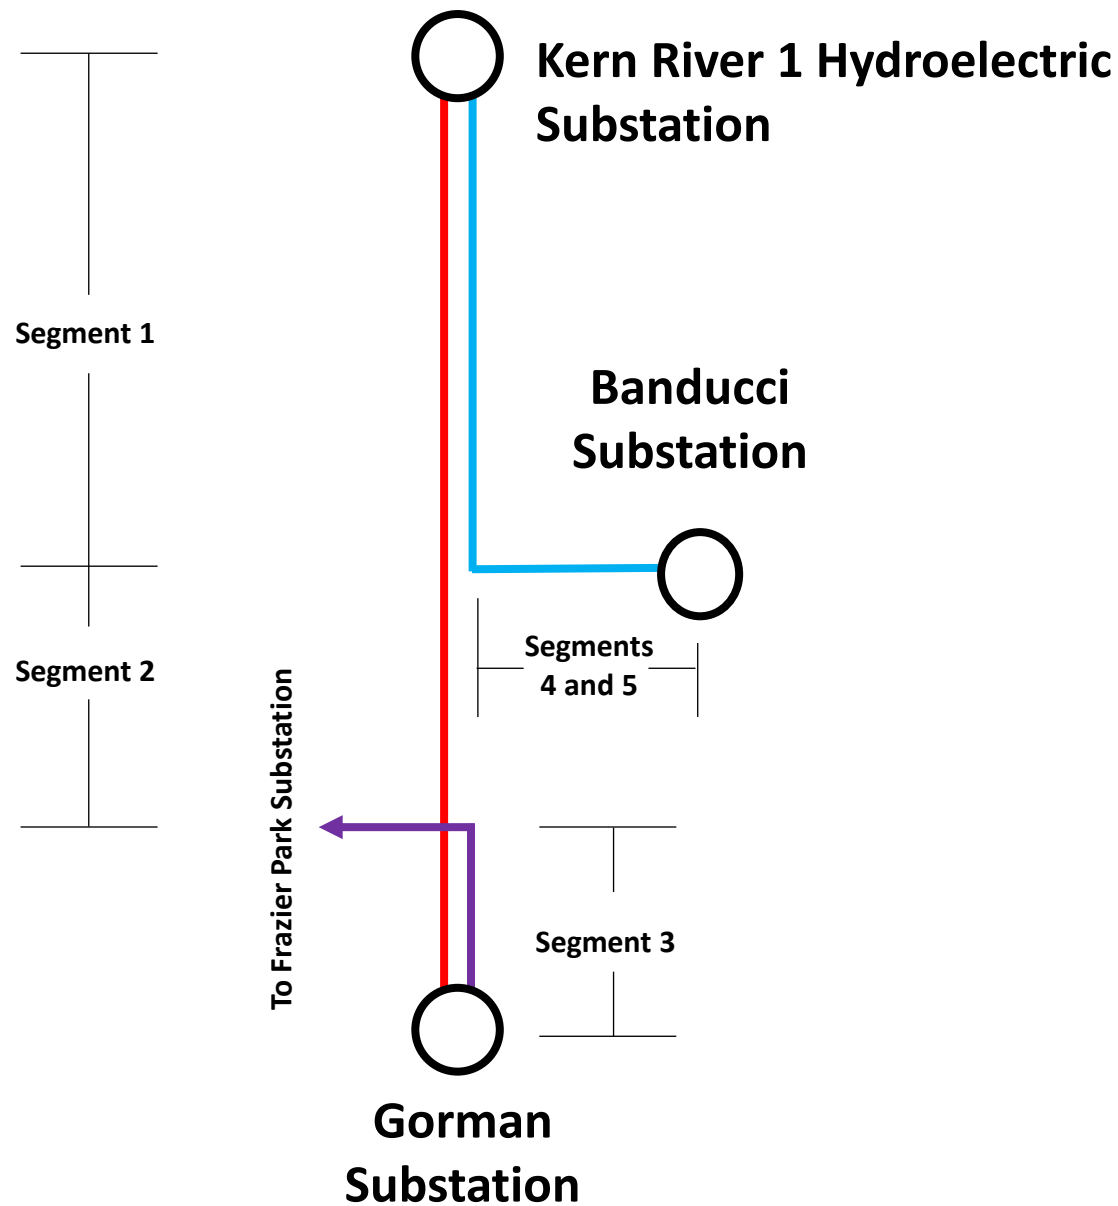 Kern River 1 Hydroelectric
Substation
Segment 1
Banducci
Substation
Segments
4 and 5
Segment 2
To Frazier Park Substation
Segment 3
Gorman
Substation